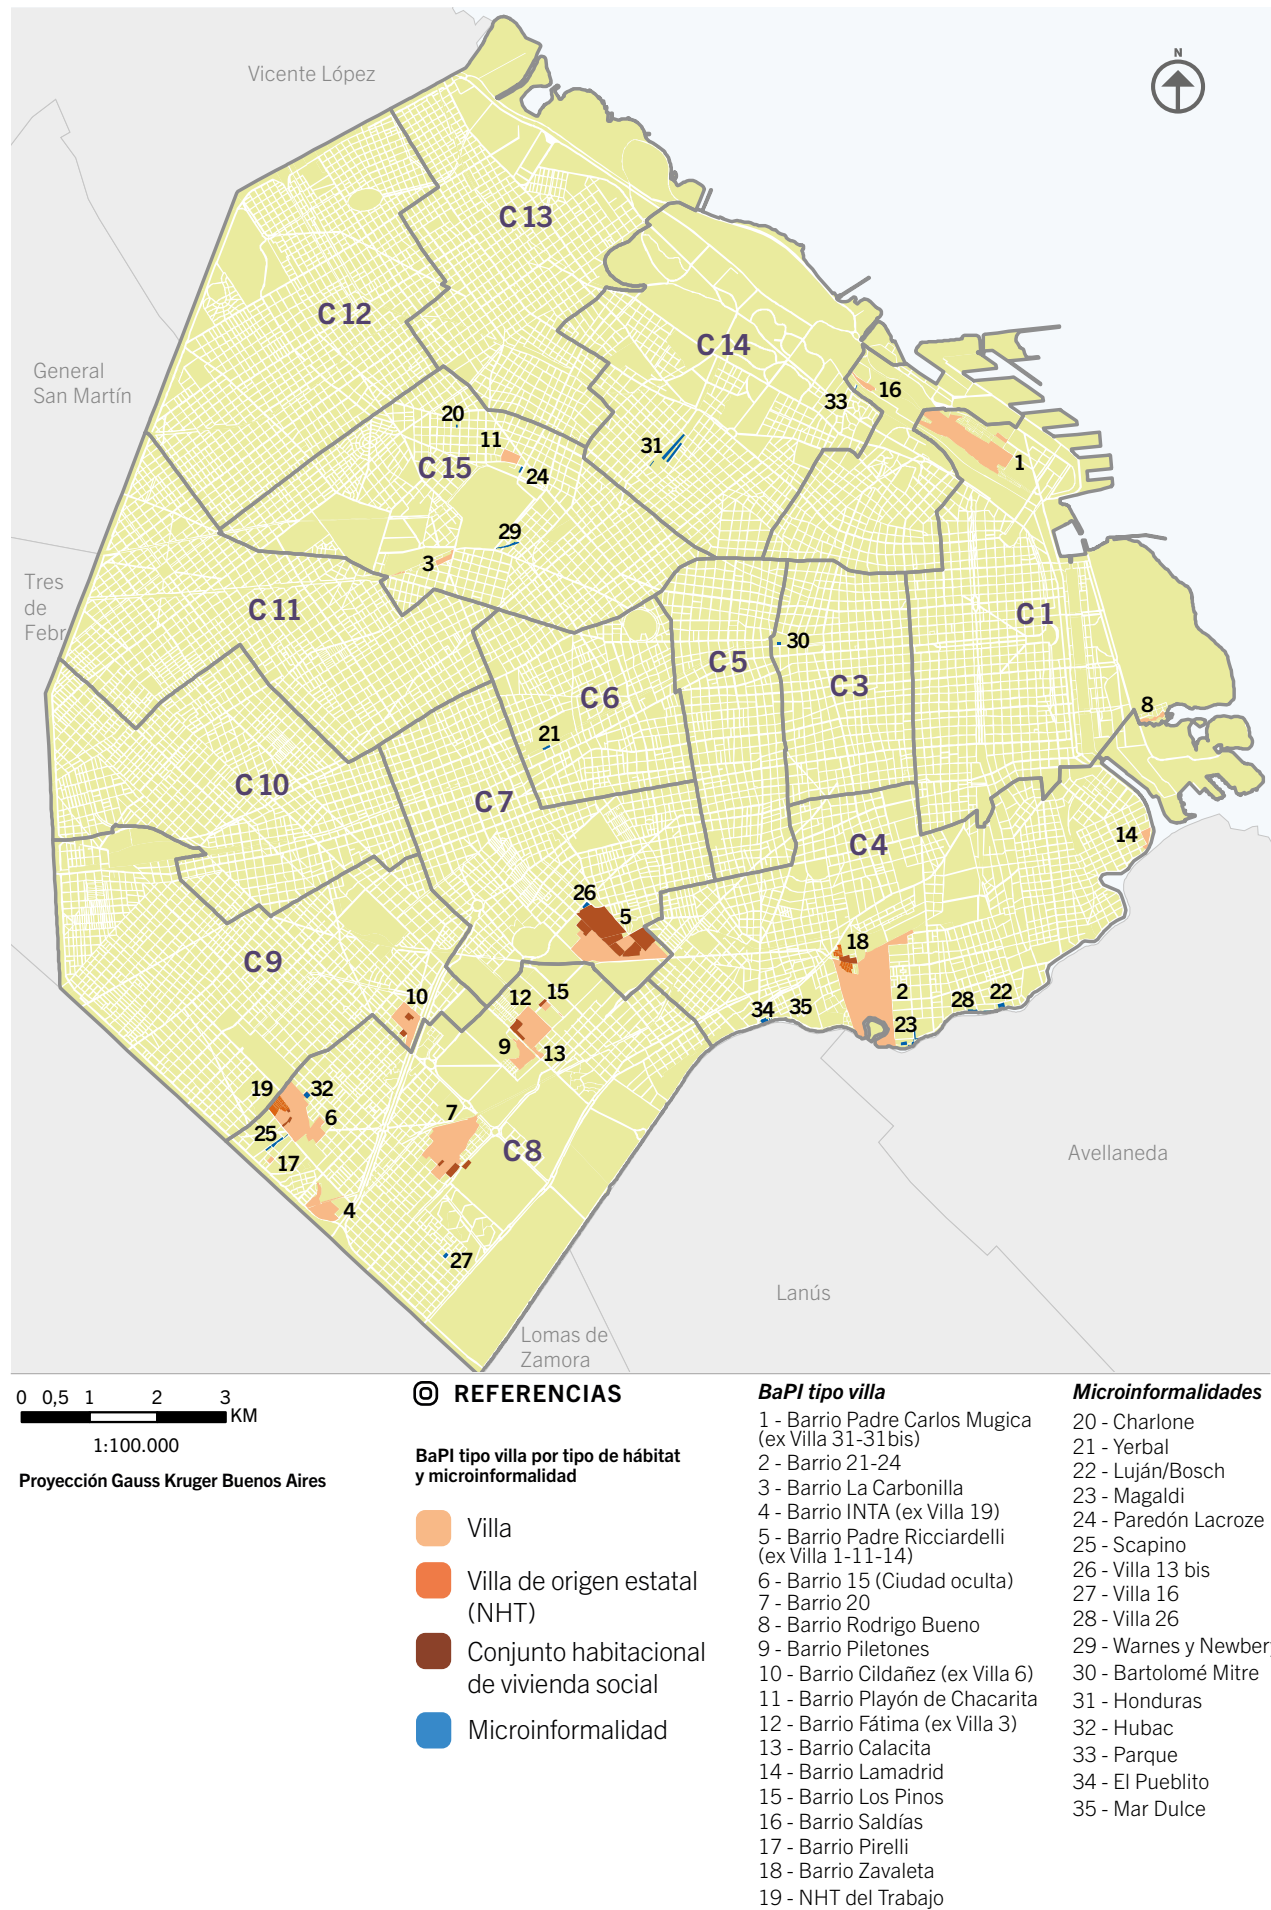 N
Vicente López
C 13
C 12
C 14
General
San Martín
16
33
20
11
31
C 15
24
1
29
3
Tres
de
Febr
C 11
C 1
30
C 5
C 6
C 3
8
21
C 10
C 7
14
C 4
26
5
18
C 9
10
12
15
2
28
22
34
35
23
9
13
19
32
7
6
25
C 8
17
Avellaneda
4
27
Lanús
Lomas de
Zamora
0 0,5 1 2 3
KM
1:100.000
Proyección Gauss Kruger Buenos Aires
REFERENCIAS
BaPI tipo villa por tipo de hábitat
y microinformalidad
Villa
Villa de origen estatal
(NHT)
Conjunto habitacional
de vivienda social
Microinformalidad
BaPI tipo villa
1 - Barrio Padre Carlos Mugica
(ex Villa 31-31bis)
2 - Barrio 21-24
3 - Barrio La Carbonilla
4 - Barrio INTA (ex Villa 19)
5 - Barrio Padre Ricciardelli
(ex Villa 1-11-14)
6 - Barrio 15 (Ciudad oculta)
7 - Barrio 20
8 - Barrio Rodrigo Bueno
9 - Barrio Piletones
10 - Barrio Cildañez (ex Villa 6)
11 - Barrio Playón de Chacarita
12 - Barrio Fátima (ex Villa 3)
13 - Barrio Calacita
14 - Barrio Lamadrid
15 - Barrio Los Pinos
16 - Barrio Saldías
17 - Barrio Pirelli
18 - Barrio Zavaleta
19 - NHT del Trabajo
Microinformalidades
20 - Charlone
21 - Yerbal
22 - Luján/Bosch
23 - Magaldi
24 - Paredón Lacroze
25 - Scapino
26 - Villa 13 bis
27 - Villa 16
28 - Villa 26
29 - Warnes y Newbery
30 - Bartolomé Mitre
31 - Honduras
32 - Hubac
33 - Parque
34 - El Pueblito
35 - Mar Dulce